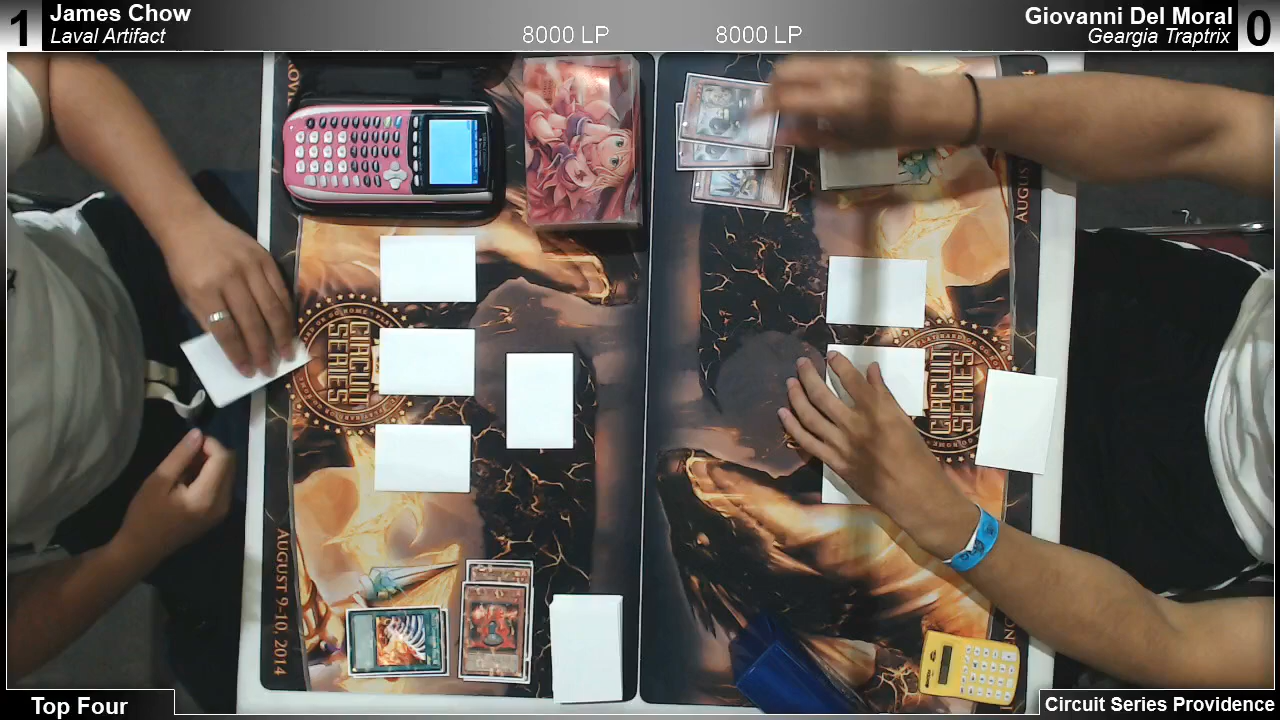 1 James Chow
Laval Artifact
8000 LP
8000 LP
Giovanni Del Moral 0
Geargia Traptrix
CIRCUIT
SERIES
CIRCUIT
SERIES
AUGUST 9-10, 2014
AUGUS
Top Four
Circuit Series Providence